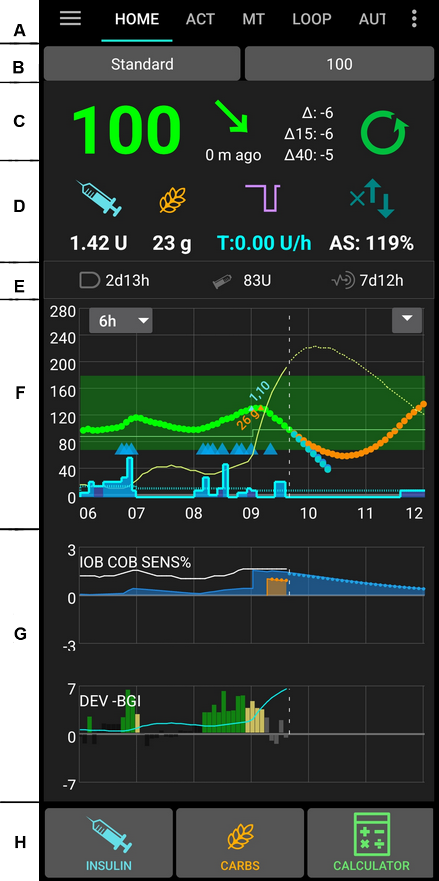 A HOME ACT MT LOOP AUT
B Standard 100
C 100 0 m ago Δ: -6
Δ15: -6
Δ40: -5
D 1.42 U 23 g T:0.00 U/h AS: 119%
E 2d13h 83U 7d12h
F
6h
280
240
200
160
120
80
40
0
1,10
26 g
06 07 08 09 10 11 12
G
3
IOB COB SENS%
0
-3
7
DEV -BGI
0
-7
H INSULIN CARBS CALCULATOR